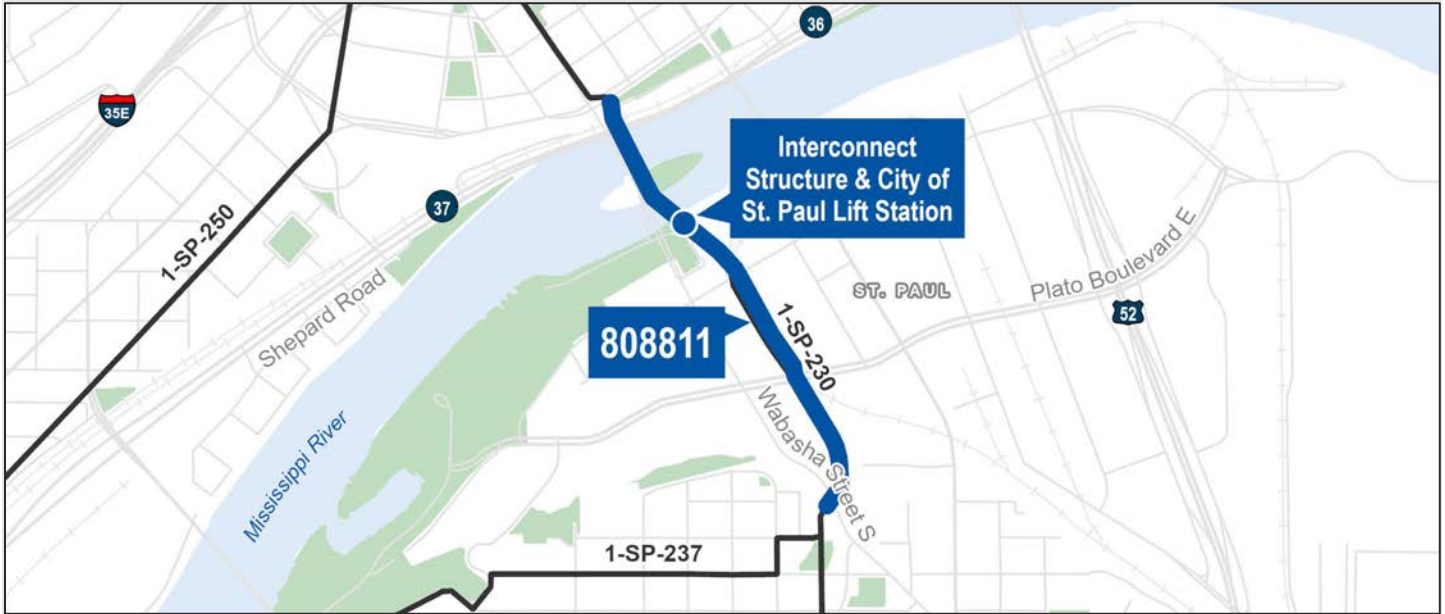 36
35E
Interconnect
Structure & City of
St. Paul Lift Station
37
1-SP-250
Shepard Road
ST. PAUL
Plato Boulevard E
52
808811
1-SP-230
Mississippi River
Wabasha Street S
1-SP-237